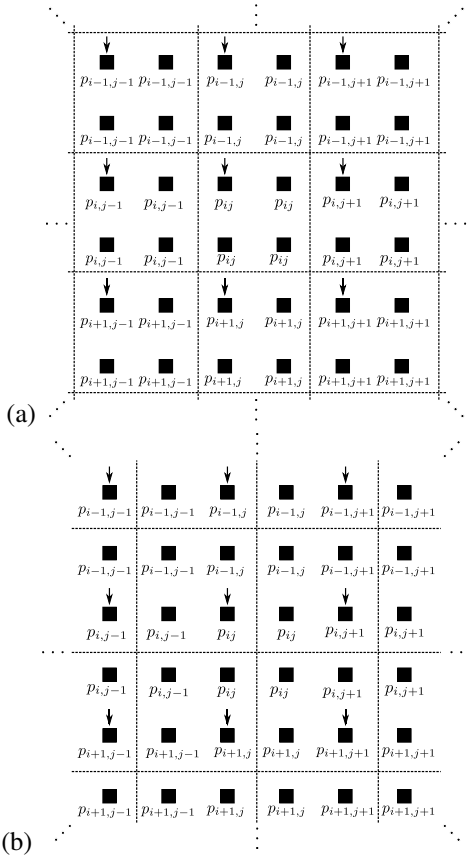 p_{i-1,j-1} p_{i-1,j-1} p_{i-1,j} p_{i-1,j} p_{i-1,j+1} p_{i-1,j+1}
p_{i-1,j-1} p_{i-1,j-1} p_{i-1,j} p_{i-1,j} p_{i-1,j+1} p_{i-1,j+1}
p_{i,j-1} p_{i,j-1} p_{ij} p_{ij} p_{i,j+1} p_{i,j+1}
p_{i,j-1} p_{i,j-1} p_{ij} p_{ij} p_{i,j+1} p_{i,j+1}
p_{i+1,j-1} p_{i+1,j-1} p_{i+1,j} p_{i+1,j} p_{i+1,j+1} p_{i+1,j+1}
p_{i+1,j-1} p_{i+1,j-1} p_{i+1,j} p_{i+1,j} p_{i+1,j+1} p_{i+1,j+1}
(a)
p_{i-1,j-1} p_{i-1,j-1} p_{i-1,j} p_{i-1,j} p_{i-1,j+1} p_{i-1,j+1}
p_{i-1,j-1} p_{i-1,j-1} p_{i-1,j} p_{i-1,j} p_{i-1,j+1} p_{i-1,j+1}
p_{i,j-1} p_{i,j-1} p_{ij} p_{ij} p_{i,j+1} p_{i,j+1}
p_{i,j-1} p_{i,j-1} p_{ij} p_{ij} p_{i,j+1} p_{i,j+1}
p_{i+1,j-1} p_{i+1,j-1} p_{i+1,j} p_{i+1,j} p_{i+1,j+1} p_{i+1,j+1}
p_{i+1,j-1} p_{i+1,j-1} p_{i+1,j} p_{i+1,j} p_{i+1,j+1} p_{i+1,j+1}
(b)